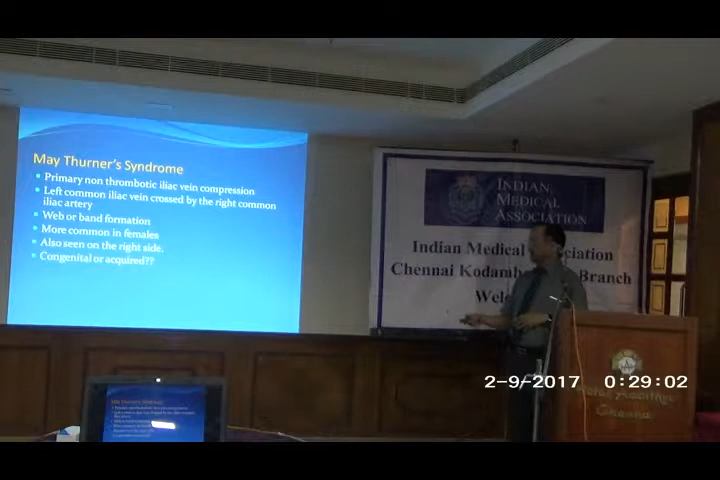 May Thurner's Syndrome
Primary non thrombotic iliac vein compression
Left common iliac vein crossed by the right common
iliac artery
Web or band formation
More common in females
Also seen on the right side.
Congenital or acquired??
INDIAN
MEDICAL
ASSOCIATION
Indian Medical
Chennai Branch
2-9-2017 0:29:02